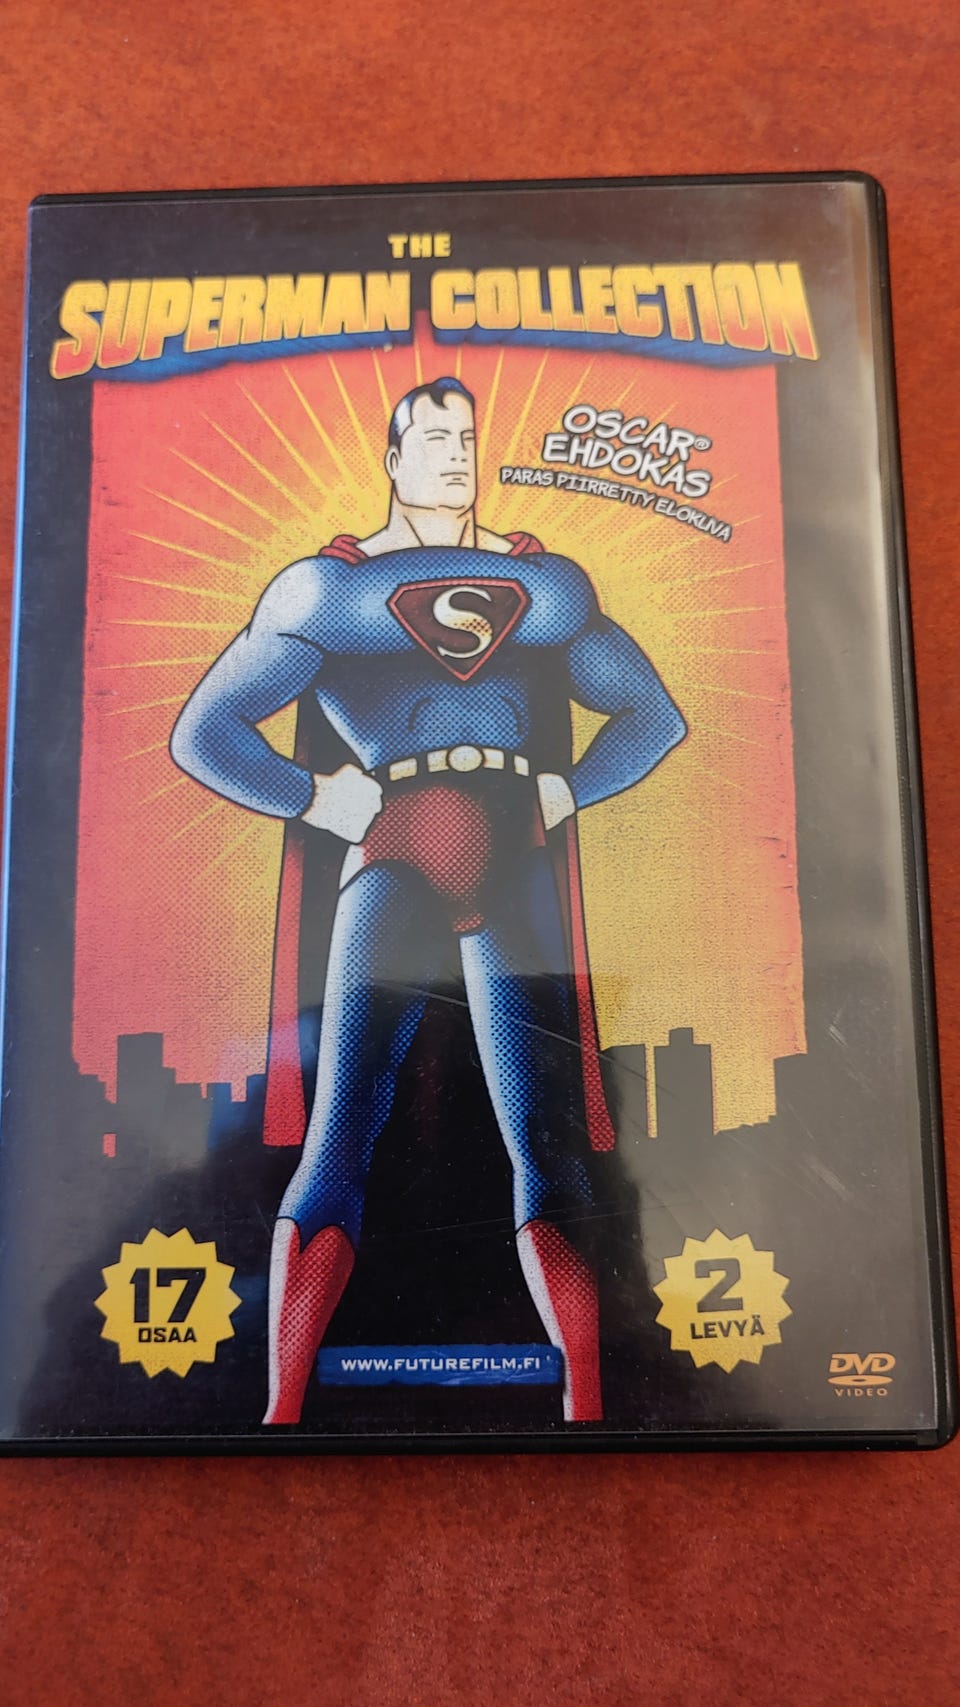 THE
SUPERMAN COLLECTION
OSCAR®
EHDOKAS
PARAS PIIRRETTY ELOKUVA
S
17
OSAA
2
LEVYÄ
WWW.FUTUREFILM.FI
DVD
VIDEO